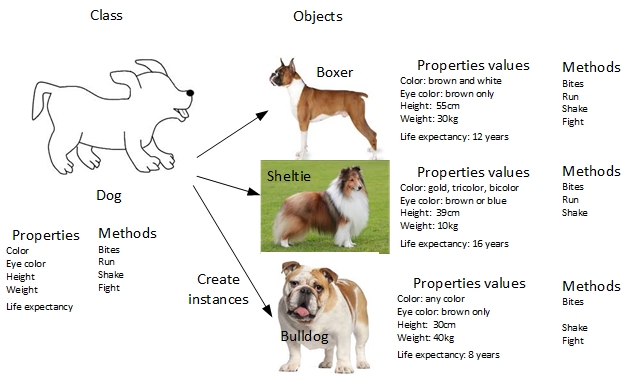 Class
Dog
Properties
Color
Eye color
Height
Weight
Life expectancy
Methods
Bites
Run
Shake
Fight
Create
instances
Objects
Boxer
Properties values
Color: brown and white
Eye color: brown only
Height: 55cm
Weight: 30kg
Life expectancy: 12 years
Methods
Bites
Run
Shake
Fight
Sheltie
Properties values
Color: gold, tricolor, bicolor
Eye color: brown or blue
Height: 39cm
Weight: 10kg
Life expectancy: 16 years
Methods
Bites
Run
Shake
Bulldog
Properties values
Color: any color
Eye color: brown only
Height: 30cm
Weight: 40kg
Life expectancy: 8 years
Methods
Bites
Shake
Fight